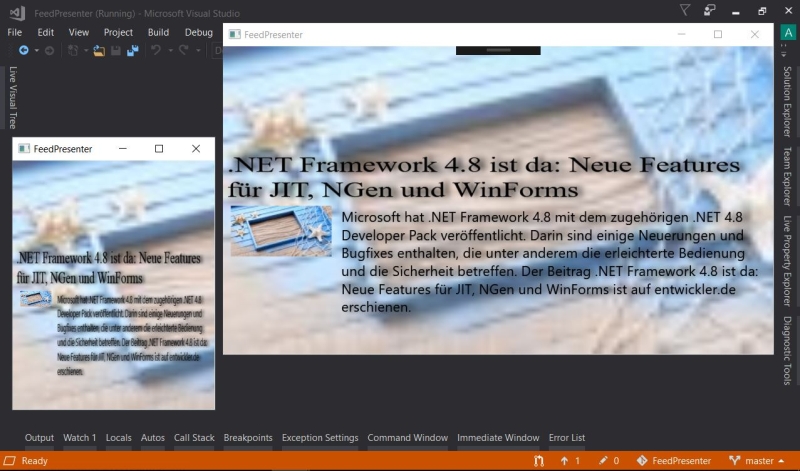 FeedPresenter (Running) - Microsoft Visual Studio
File Edit View Project Build Debug
FeedPresenter
A
Live Visual Tree
Solution Explorer
Team Explorer
Live Property Explorer
Diagnostic Tools
.NET Framework 4.8 ist da: Neue Features
für JIT, NGen und WinForms
Microsoft hat .NET Framework 4.8 mit dem zugehörigen .NET 4.8
Developer Pack veröffentlicht. Darin sind einige Neuerungen und
Bugfixes enthalten, die unter anderem die erleichterte Bedienung
und die Sicherheit betreffen. Der Beitrag .NET Framework 4.8 ist da:
Neue Features für JIT, NGen und WinForms ist auf entwickler.de
erschienen.
FeedPresenter
.NET Framework 4.8 ist da: Neue Features
für JIT, NGen und WinForms
Microsoft hat .NET Framework 4.8 mit dem zugehörigen .NET 4.8
Developer Pack veröffentlicht. Darin sind einige Neuerungen und
Bugfixes enthalten, die unter anderem die erleichterte Bedienung
und die Sicherheit betreffen. Der Beitrag .NET Framework 4.8 ist da:
Neue Features für JIT, NGen und WinForms ist auf entwickler.de
erschienen.
Output Watch 1 Locals Autos Call Stack Breakpoints Exception Settings Command Window Immediate Window Error List
Ready 1 0 FeedPresenter master